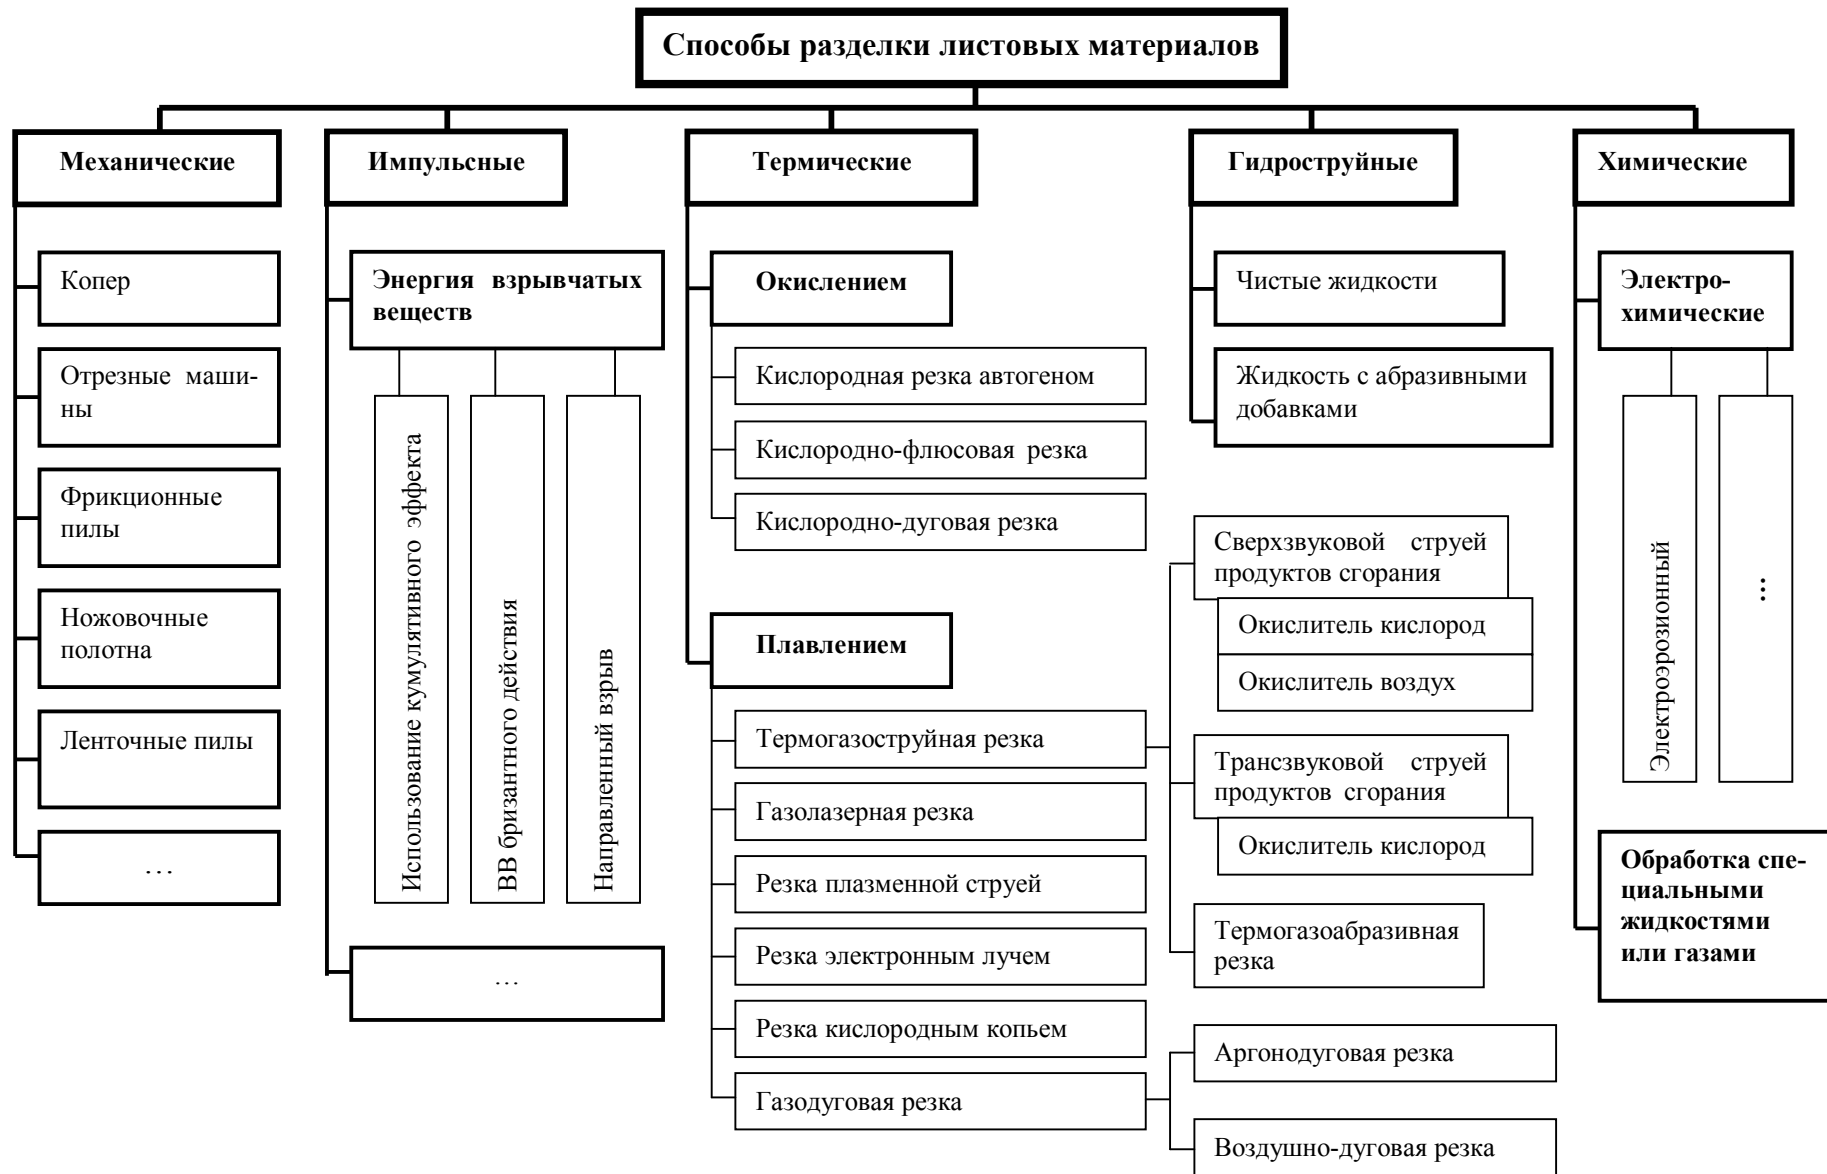 Способы разделки листовых материалов
Механические
Импульсные
Термические
Гидроструйные
Химические
Копер
Отрезные маши-
ны
Фрикционные
пилы
Ножовочные
полотна
Ленточные пилы
…
Энергия взрывчатых
веществ
Использование кумулятивного эффекта
ВВ бризантного действия
Направленный взрыв
…
Окислением
Кислородная резка автогеном
Кислородно-флюсовая резка
Кислородно-дуговая резка
Плавлением
Термогазоструйная резка
Газолазерная резка
Резка плазменной струей
Резка электронным лучем
Резка кислородным копьем
Газодуговая резка
Чистые жидкости
Жидкость с абразивными
добавками
Сверхзвуковой струей
продуктов сгорания
Окислитель кислород
Окислитель воздух
Трансзвуковой струей
продуктов сгорания
Окислитель кислород
Термогазоабразивная
резка
Аргонодуговая резка
Воздушно-дуговая резка
Электро-
химические
Электроэрозионный
…
Обработка спе-
циальными
жидкостями
или газами